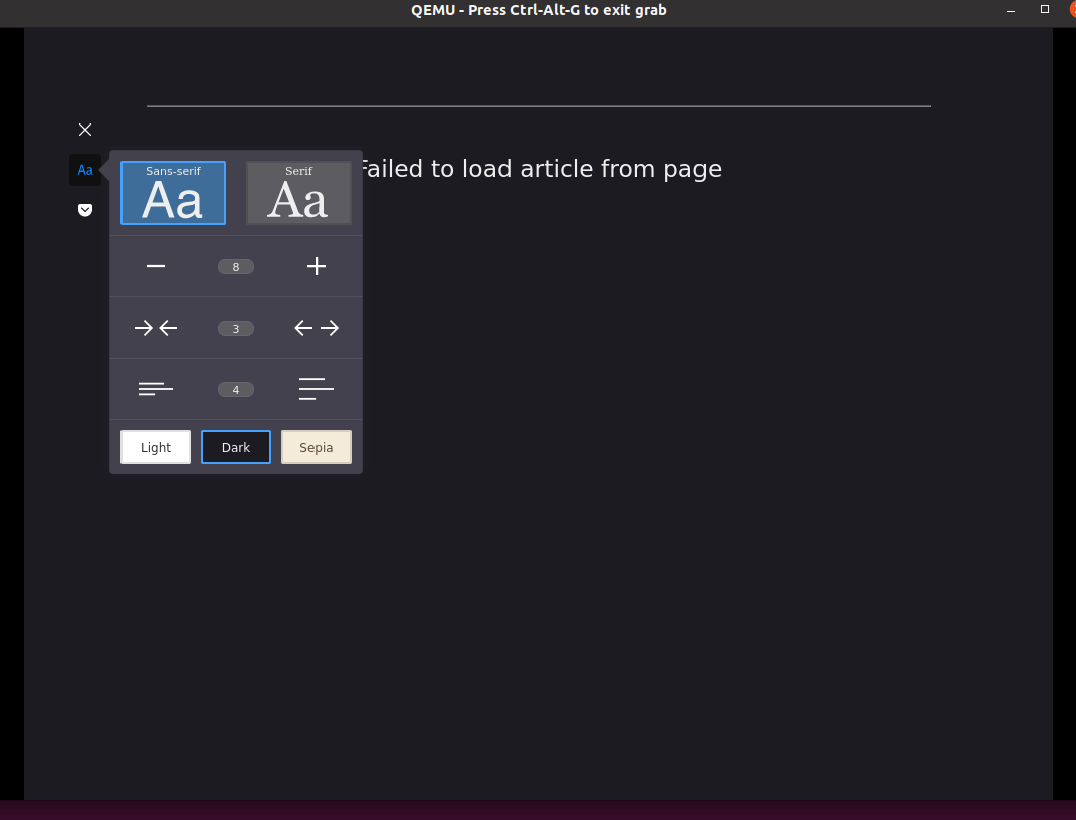 QEMU - Press Ctrl-Alt-G to exit grab
Failed to load article from page
Aa
Sans-serif
Aa
Serif
Aa
8
3
4
Light
Dark
Sepia